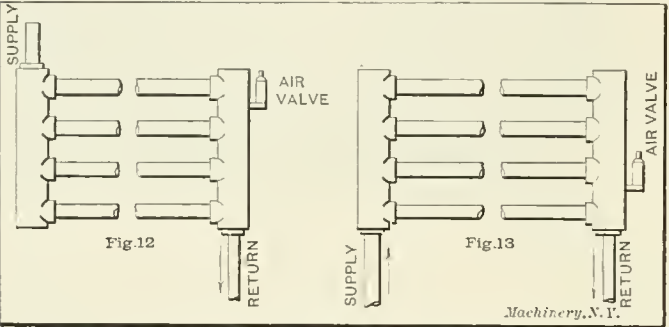 SUPPLY
AIR
VALVE
RETURN
Fig.12
AIR VALVE
SUPPLY
RETURN
Fig.13
Machinery, N.Y.